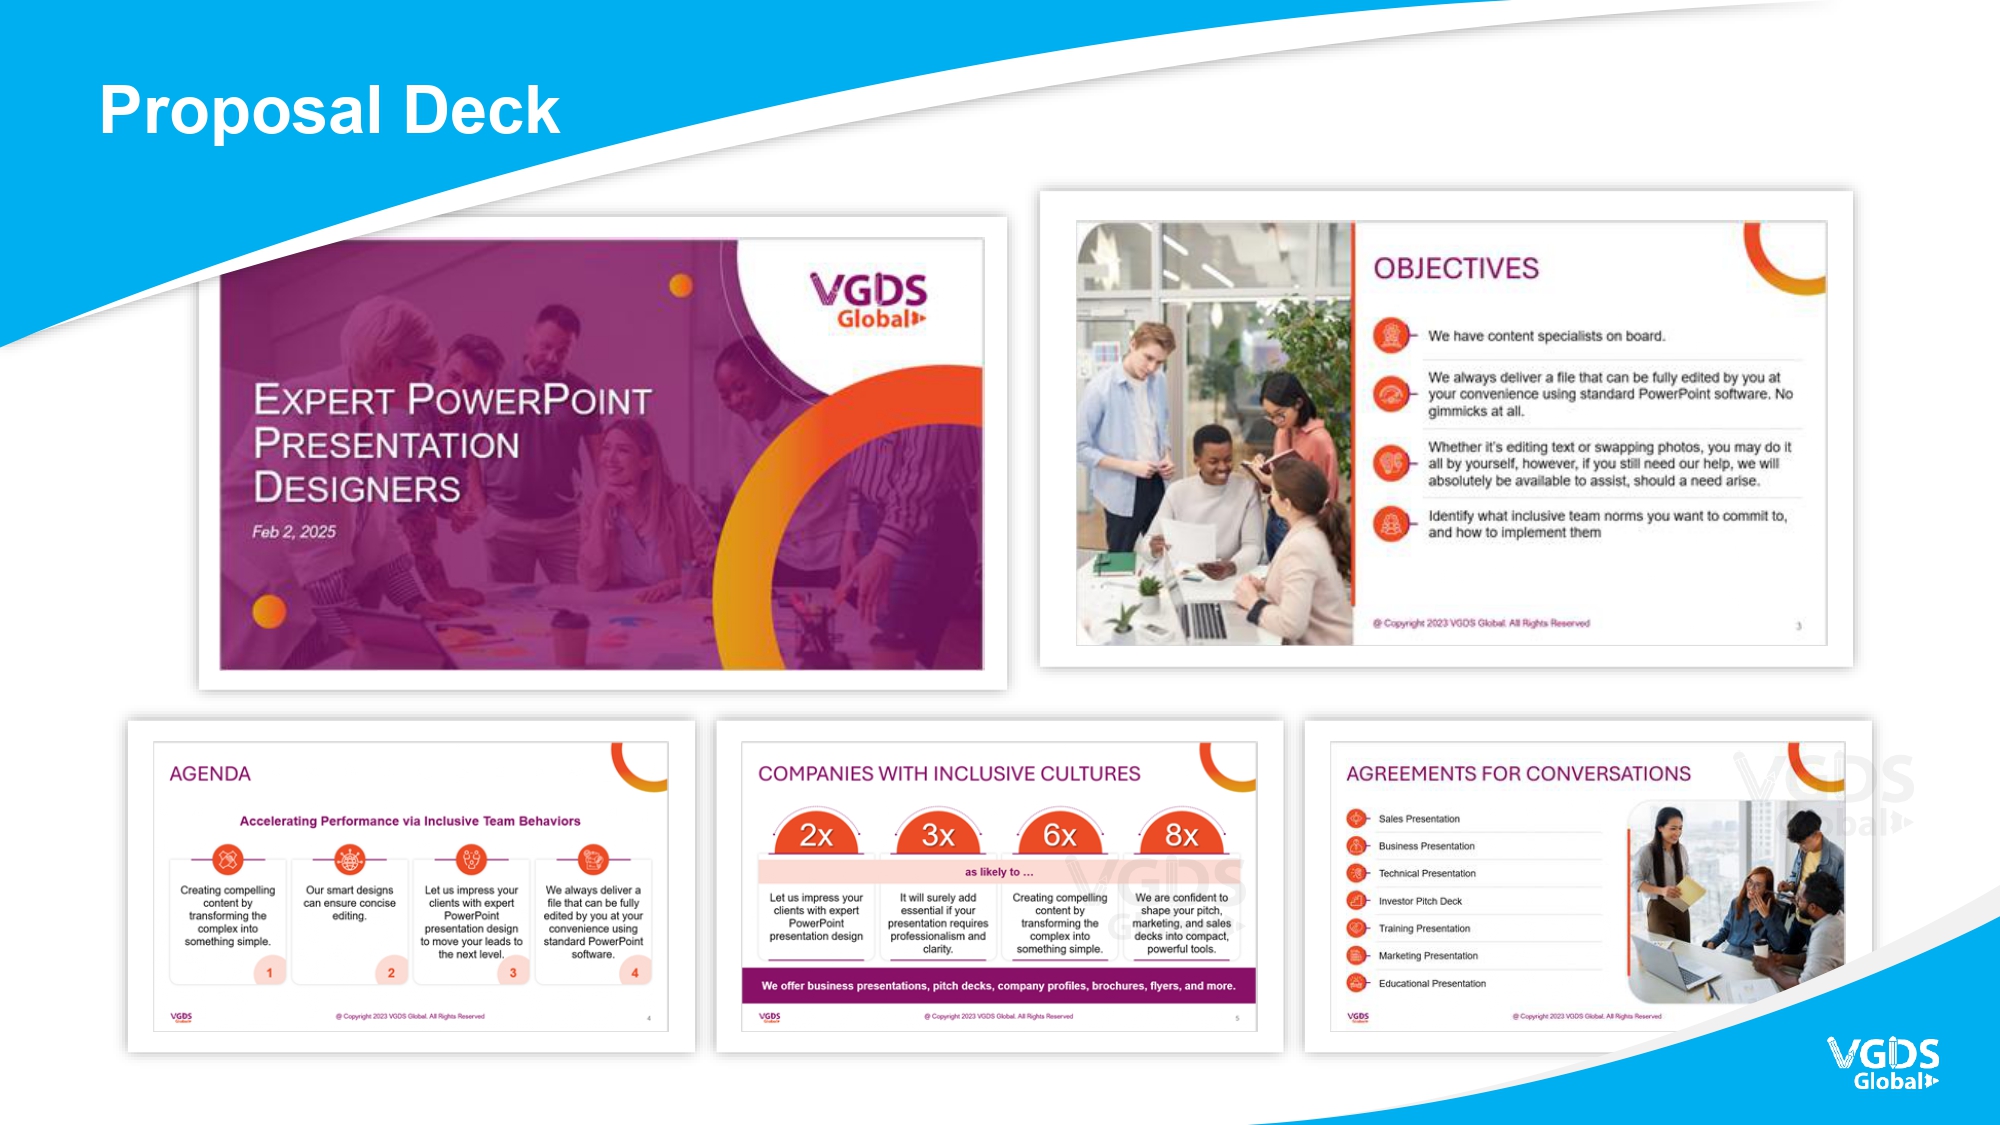 Proposal Deck
VGDS
Global
EXPERT POWERPOINT
PRESENTATION
DESIGNERS
Feb 2, 2025
OBJECTIVES
We have content specialists on board.
We always deliver a file that can be fully edited by you at
your convenience using standard PowerPoint software. No
gimmicks at all.
Whether it's editing text or swapping photos, you may do it
all by yourself, however, if you still need our help, we will
absolutely be available to assist, should a need arise.
Identify what inclusive team norms you want to commit to,
and how to implement them
@ Copyright 2023 VGDS Global. All Rights Reserved
3
AGENDA
Accelerating Performance via Inclusive Team Behaviors
Creating compelling
content by
transforming the
complex into
something simple.
1
Our smart designs
can ensure concise
editing.
2
Let us impress your
clients with expert
PowerPoint
presentation design
to move your leads to
the next level.
3
We always deliver a
file that can be fully
edited by you at your
convenience using
standard PowerPoint
software.
4
VGDS
Global
@ Copyright 2023 VGDS Global. All Rights Reserved
4
COMPANIES WITH INCLUSIVE CULTURES
2x
3x
6x
8x
as likely to ...
Let us impress your
clients with expert
PowerPoint
presentation design
It will surely add
essential if your
presentation requires
professionalism and
clarity.
Creating compelling
content by
transforming the
complex into
something simple.
We are confident to
shape your pitch,
marketing, and sales
decks into compact,
powerful tools.
VGDS
Global
We offer business presentations, pitch decks, company profiles, brochures, flyers, and more.
VGDS
Global
@ Copyright 2023 VGDS Global. All Rights Reserved
5
AGREEMENTS FOR CONVERSATIONS
Sales Presentation
Business Presentation
Technical Presentation
Investor Pitch Deck
Training Presentation
Marketing Presentation
Educational Presentation
VGDS
Global
VGDS
Global
@ Copyright 2023 VGDS Global. All Rights Reserved
VGDS
Global